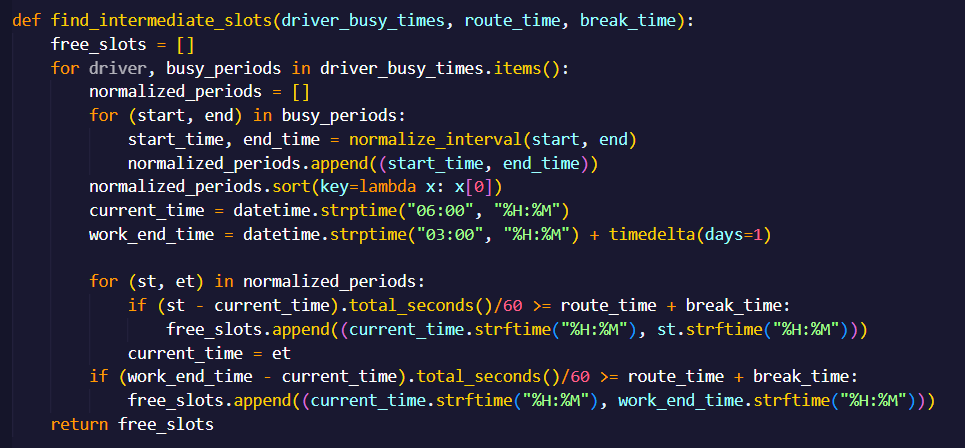 def find_intermediate_slots(driver_busy_times, route_time, break_time):
    free_slots = []
    for driver, busy_periods in driver_busy_times.items():
        normalized_periods = []
        for (start, end) in busy_periods:
            start_time, end_time = normalize_interval(start, end)
            normalized_periods.append((start_time, end_time))
        normalized_periods.sort(key=lambda x: x[0])
        current_time = datetime.strptime("06:00", "%H:%M")
        work_end_time = datetime.strptime("03:00", "%H:%M") + timedelta(days=1)

        for (st, et) in normalized_periods:
            if (st - current_time).total_seconds()/60 >= route_time + break_time:
                free_slots.append((current_time.strftime("%H:%M"), st.strftime("%H:%M")))
            current_time = et
        if (work_end_time - current_time).total_seconds()/60 >= route_time + break_time:
            free_slots.append((current_time.strftime("%H:%M"), work_end_time.strftime("%H:%M")))
    return free_slots